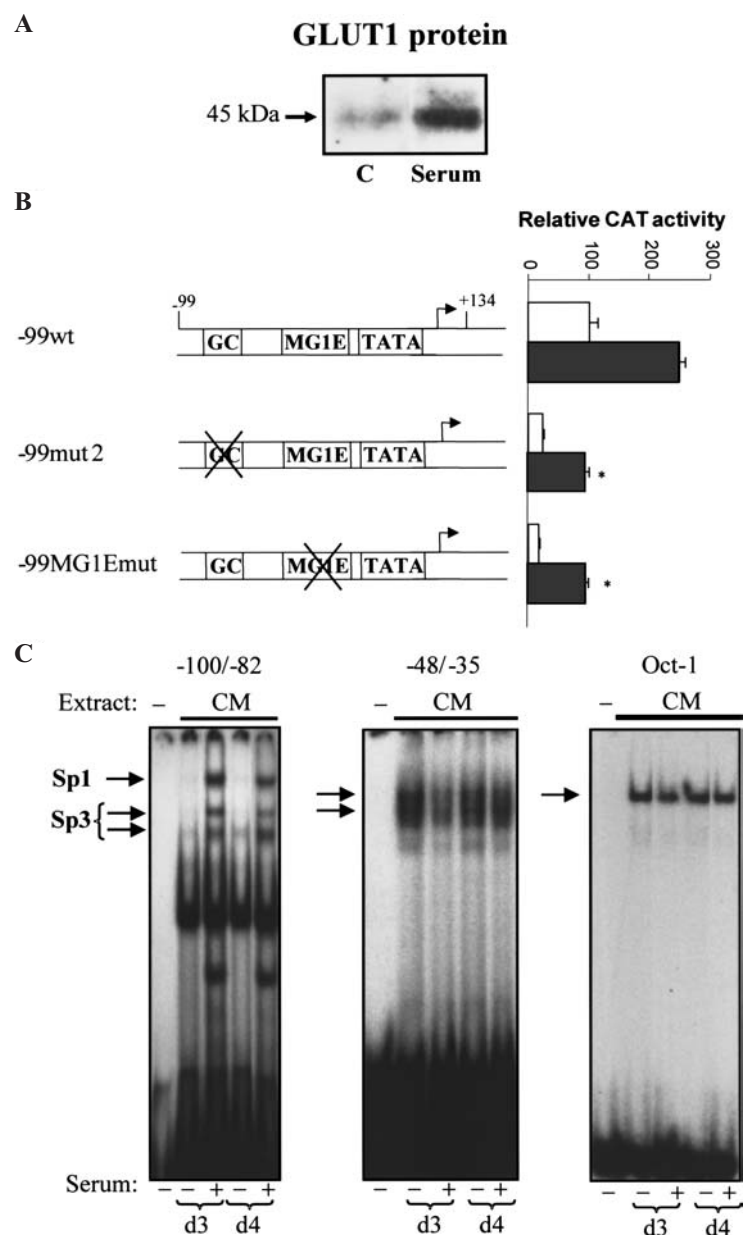 A
GLUT1 protein
45 kDa
C Serum
B
Relative CAT activity
0 100 200 300
-99 +134
-99wt
GC MG1E TATA
-99mut 2
GC MG1E TATA
*
-99MG1Emut
GC MG1E TATA
*
C
-100/-82 -48/-35 Oct-1
Extract: – CM – CM – CM
Sp1
Sp3
Serum: – – + – + – – + – + – – + – +
d3 d4 d3 d4 d3 d4